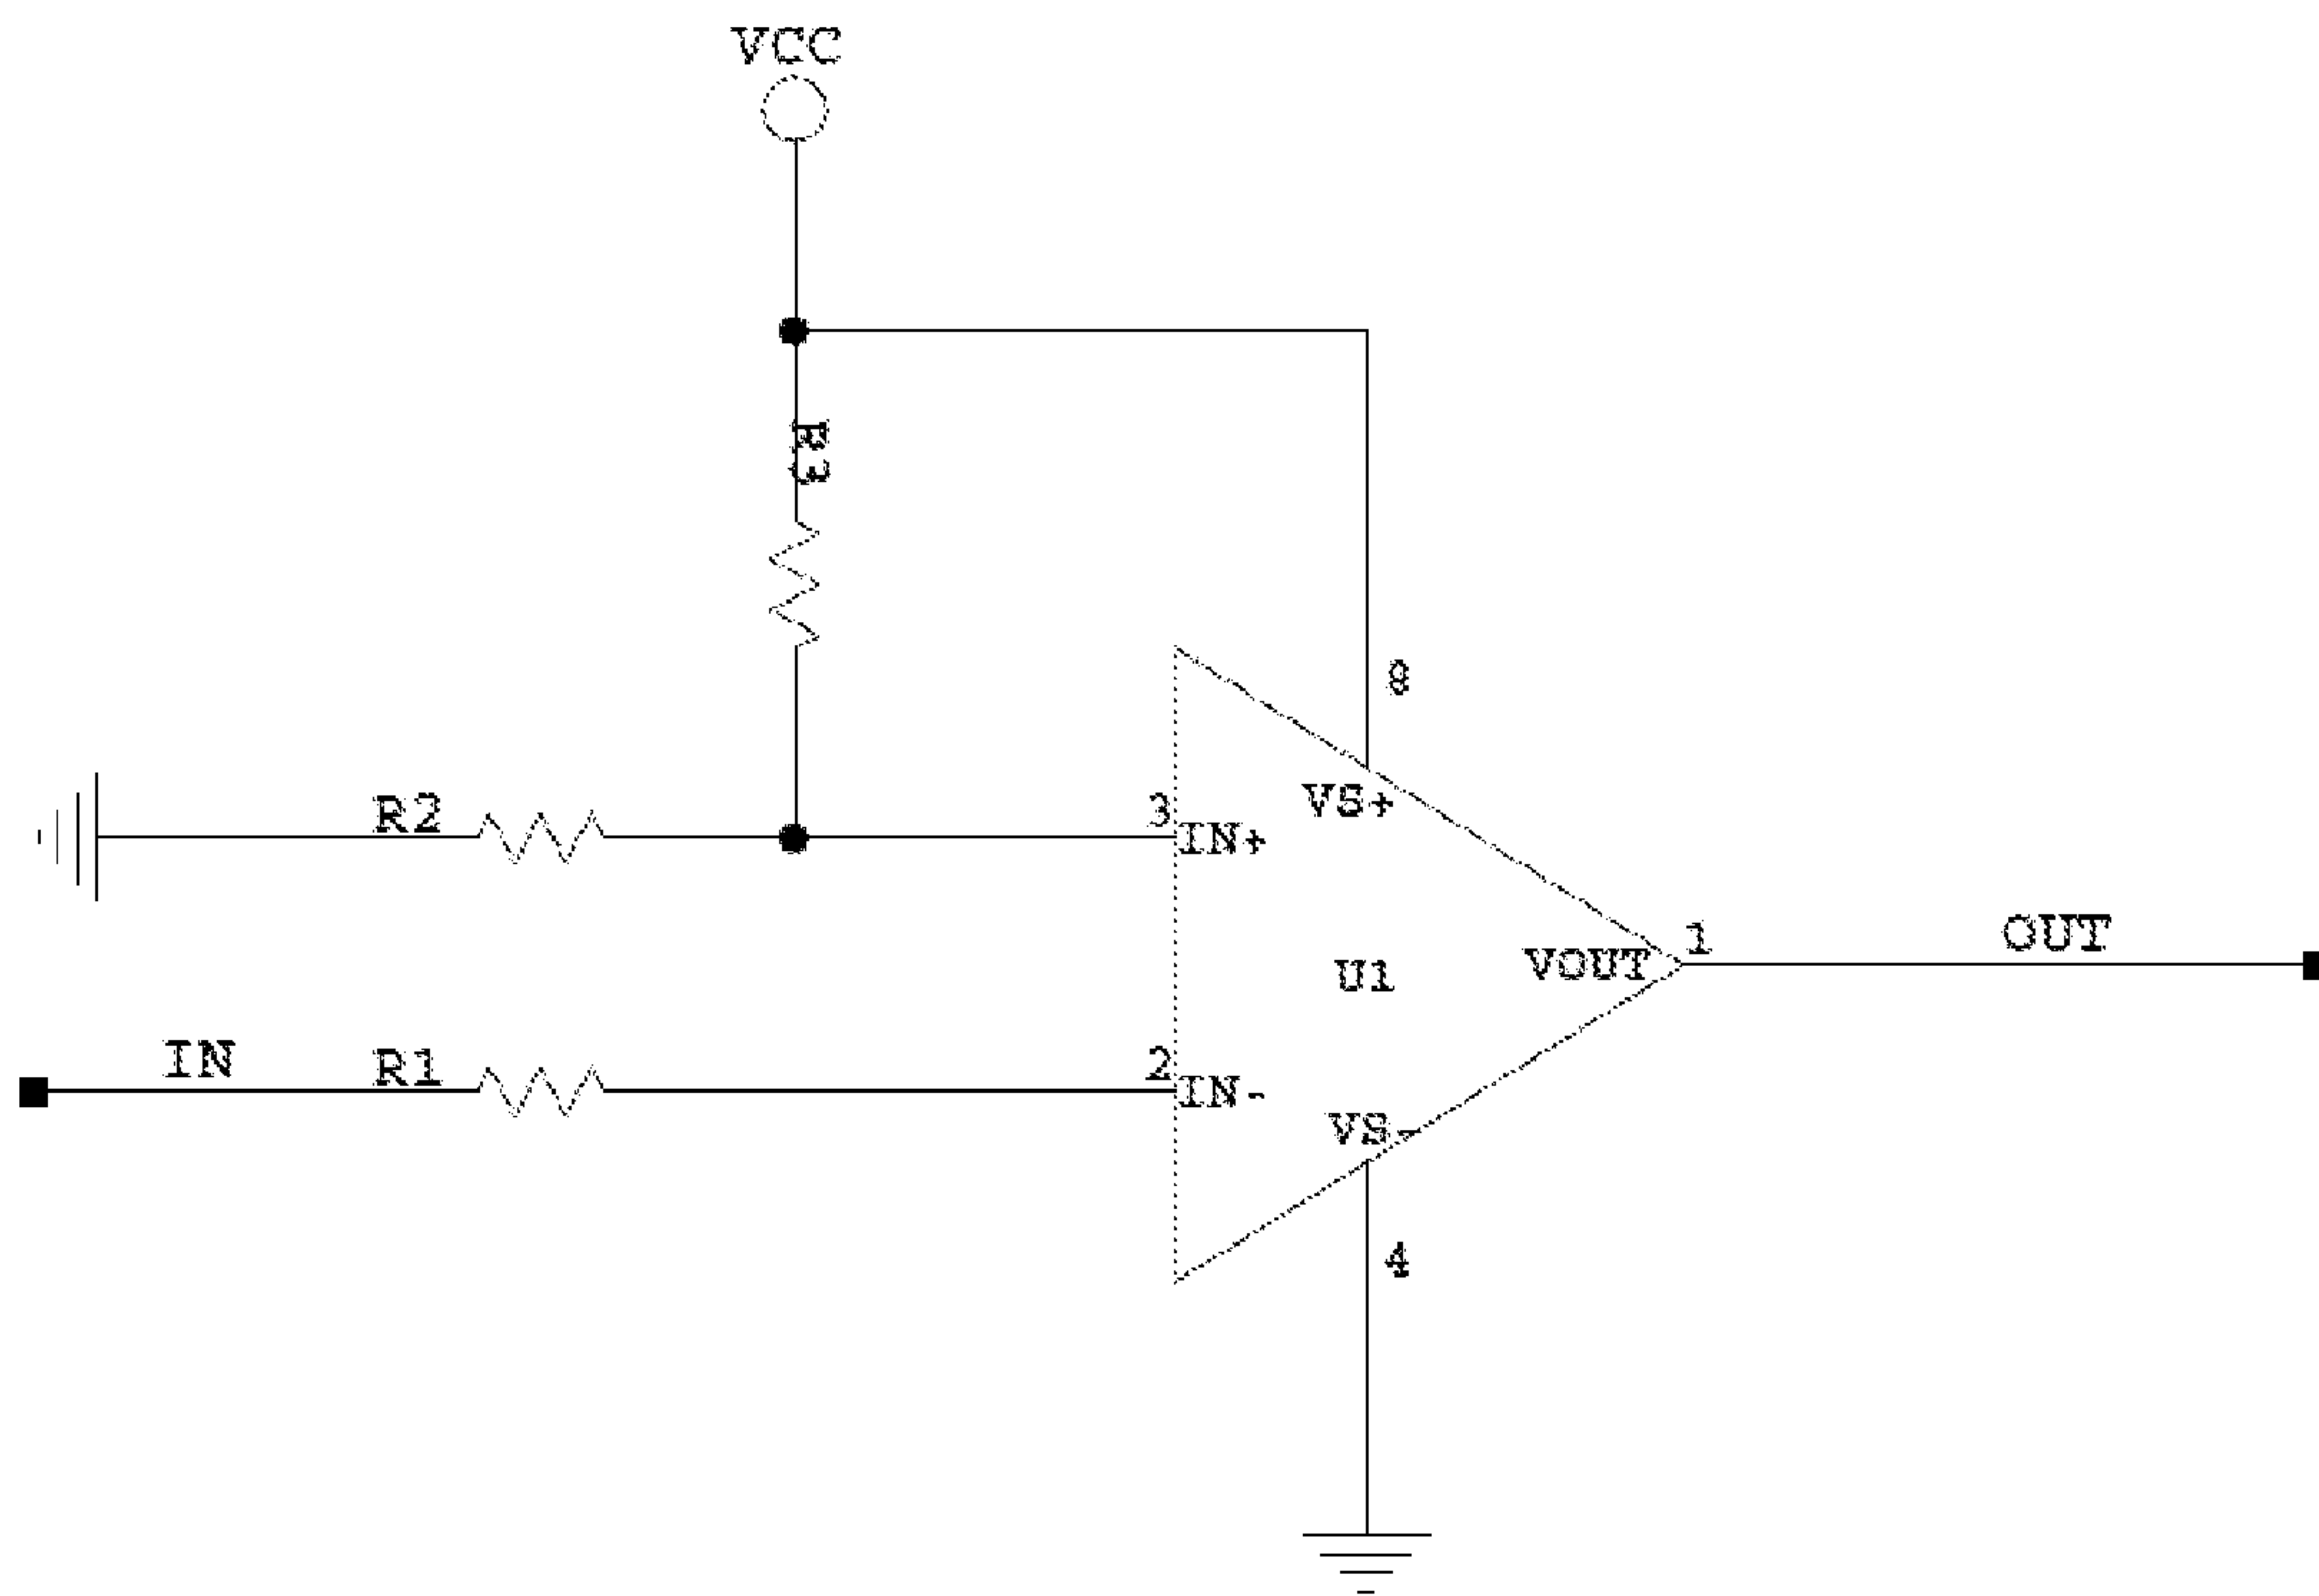 VCC
R3
8
R2
3
IN+
VS+
U1
VOUT
1
OUT
IN
R1
2
IN-
VS-
4